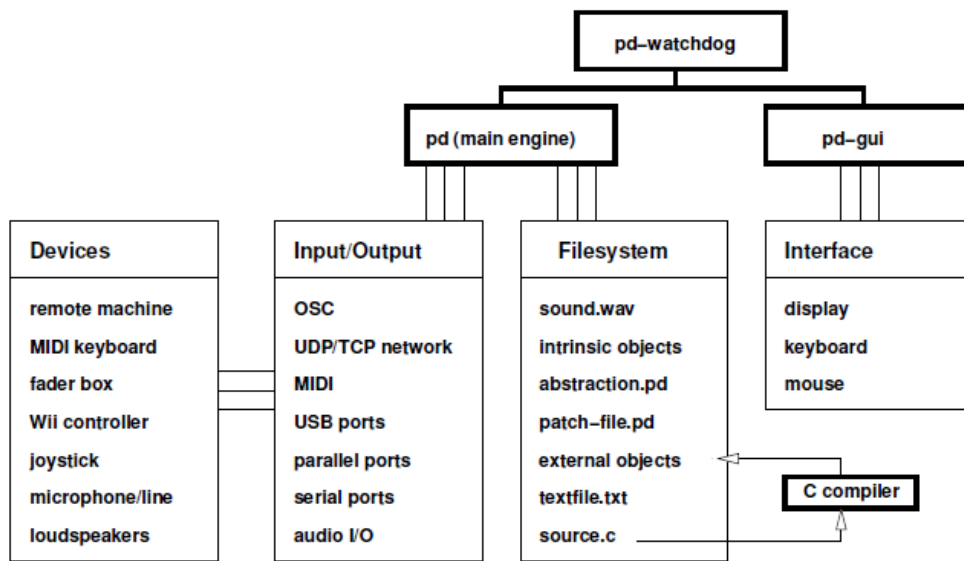 pd-watchdog
pd (main engine)
pd-gui
Devices
remote machine
MIDI keyboard
fader box
Wii controller
joystick
microphone/line
loudspeakers
Input/Output
OSC
UDP/TCP network
MIDI
USB ports
parallel ports
serial ports
audio I/O
Filesystem
sound.wav
intrinsic objects
abstraction.pd
patch-file.pd
external objects
textfile.txt
source.c
Interface
display
keyboard
mouse
C compiler